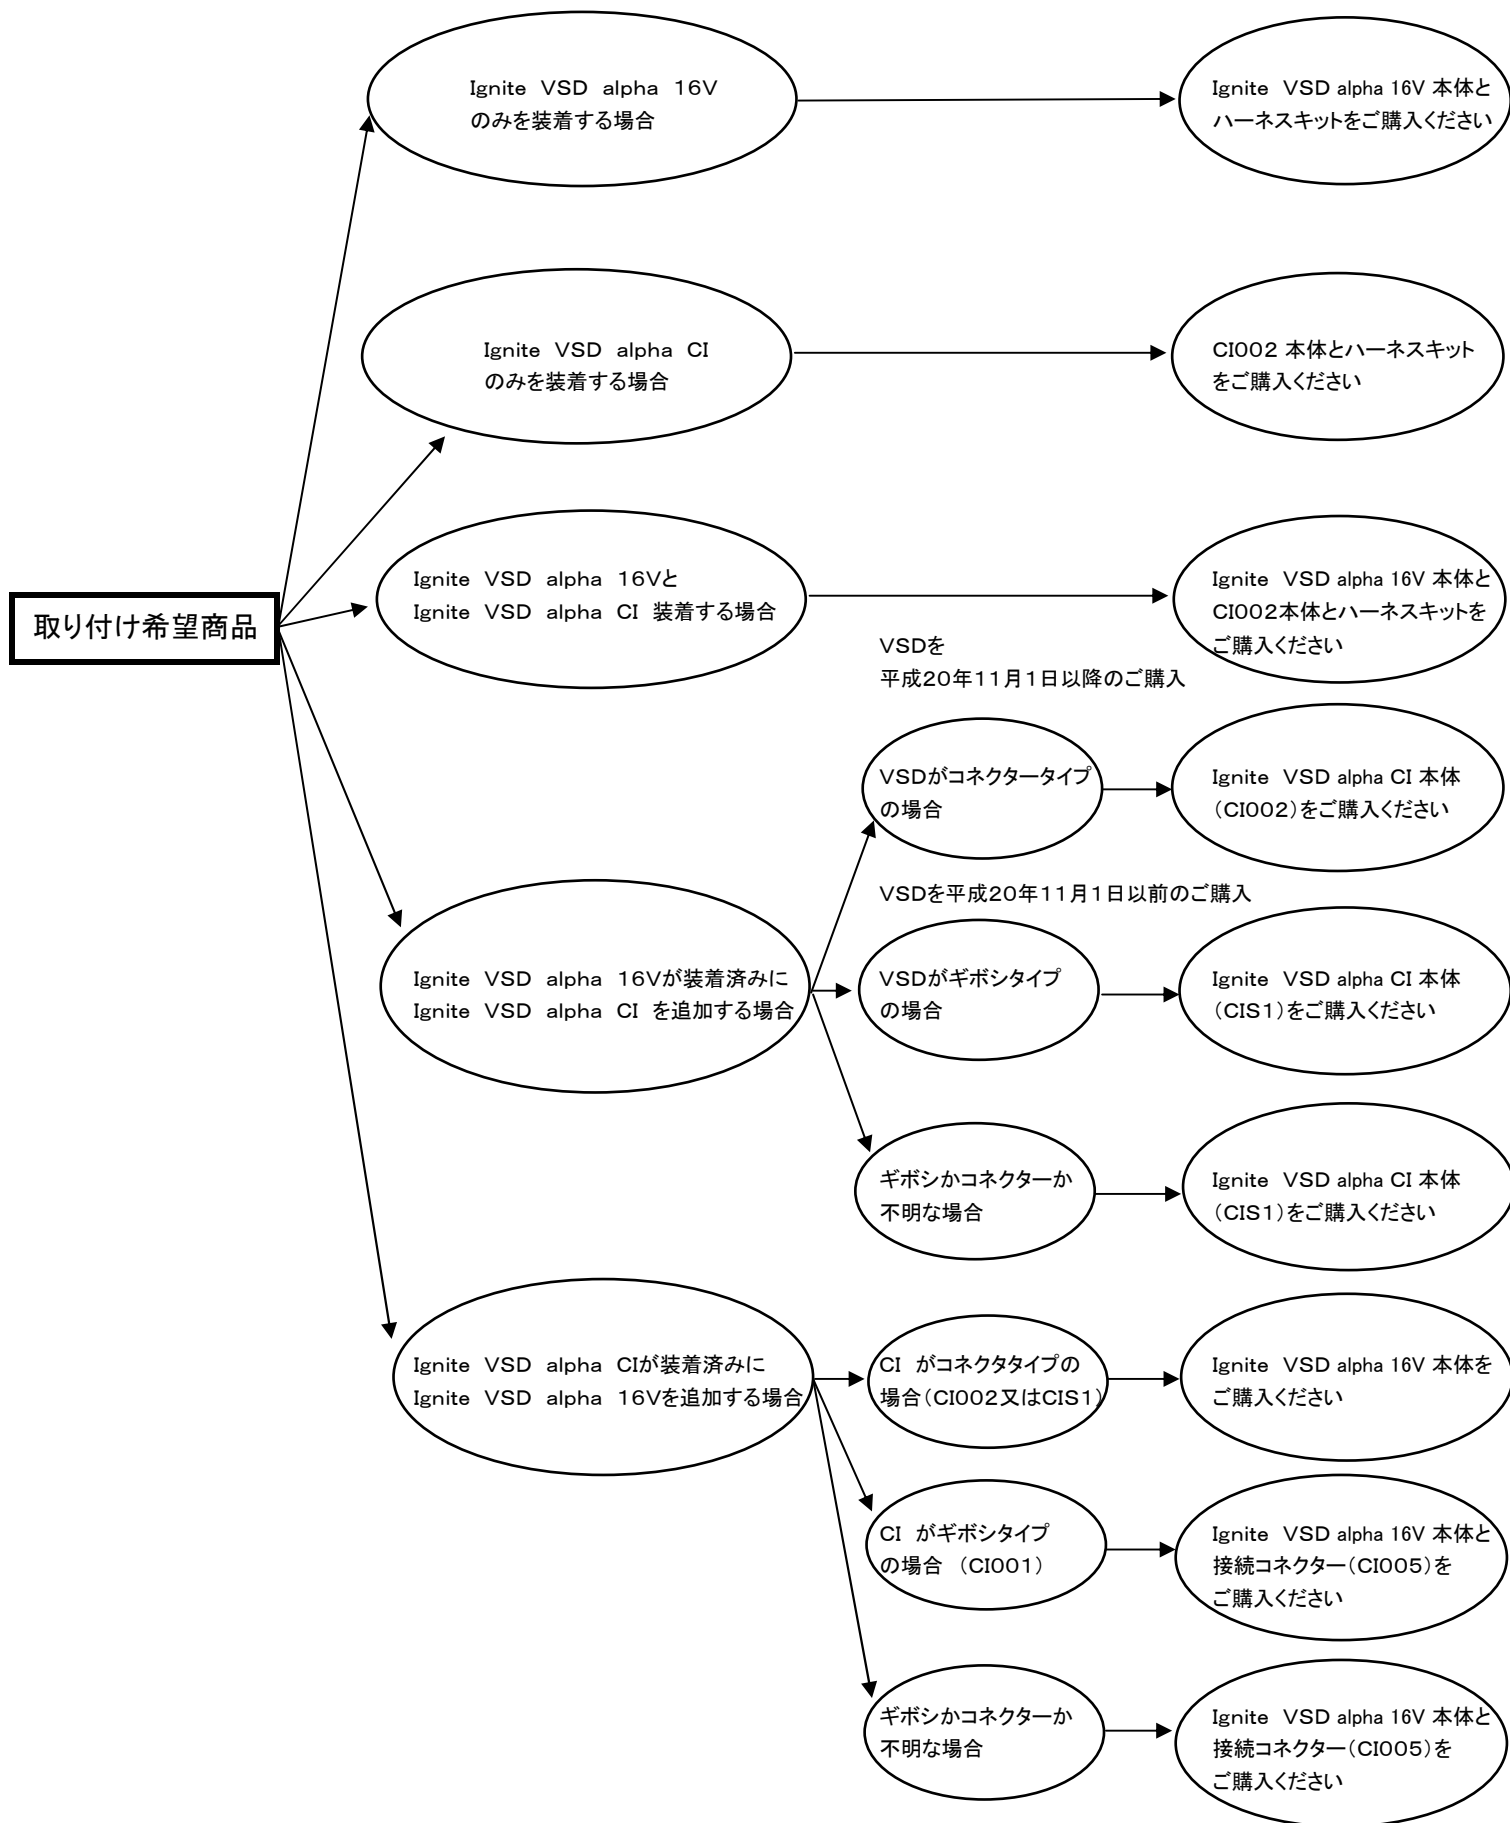 Ignite VSD alpha 16V
のみを装着する場合
Ignite VSD alpha 16V 本体と
ハーネスキットをご購入ください
Ignite VSD alpha CI
のみを装着する場合
CI002 本体とハーネスキット
をご購入ください
取り付け希望商品
Ignite VSD alpha 16Vと
Ignite VSD alpha CI 装着する場合
Ignite VSD alpha 16V 本体と
CI002本体とハーネスキットを
ご購入ください
VSDを
平成20年11月1日以降のご購入
Ignite VSD alpha 16Vが装着済みに
Ignite VSD alpha CI を追加する場合
VSDがコネクタータイプ
の場合
Ignite VSD alpha CI 本体
(CI002)をご購入ください
VSDを平成20年11月1日以前のご購入
VSDがギボシタイプ
の場合
Ignite VSD alpha CI 本体
(CIS1)をご購入ください
ギボシかコネクターか
不明な場合
Ignite VSD alpha CI 本体
(CIS1)をご購入ください
Ignite VSD alpha CIが装着済みに
Ignite VSD alpha 16Vを追加する場合
CI がコネクタタイプの
場合(CI002又はCIS1)
Ignite VSD alpha 16V 本体を
ご購入ください
CI がギボシタイプ
の場合 (CI001)
Ignite VSD alpha 16V 本体と
接続コネクター(CI005)を
ご購入ください
ギボシかコネクターか
不明な場合
Ignite VSD alpha 16V 本体と
接続コネクター(CI005)を
ご購入ください